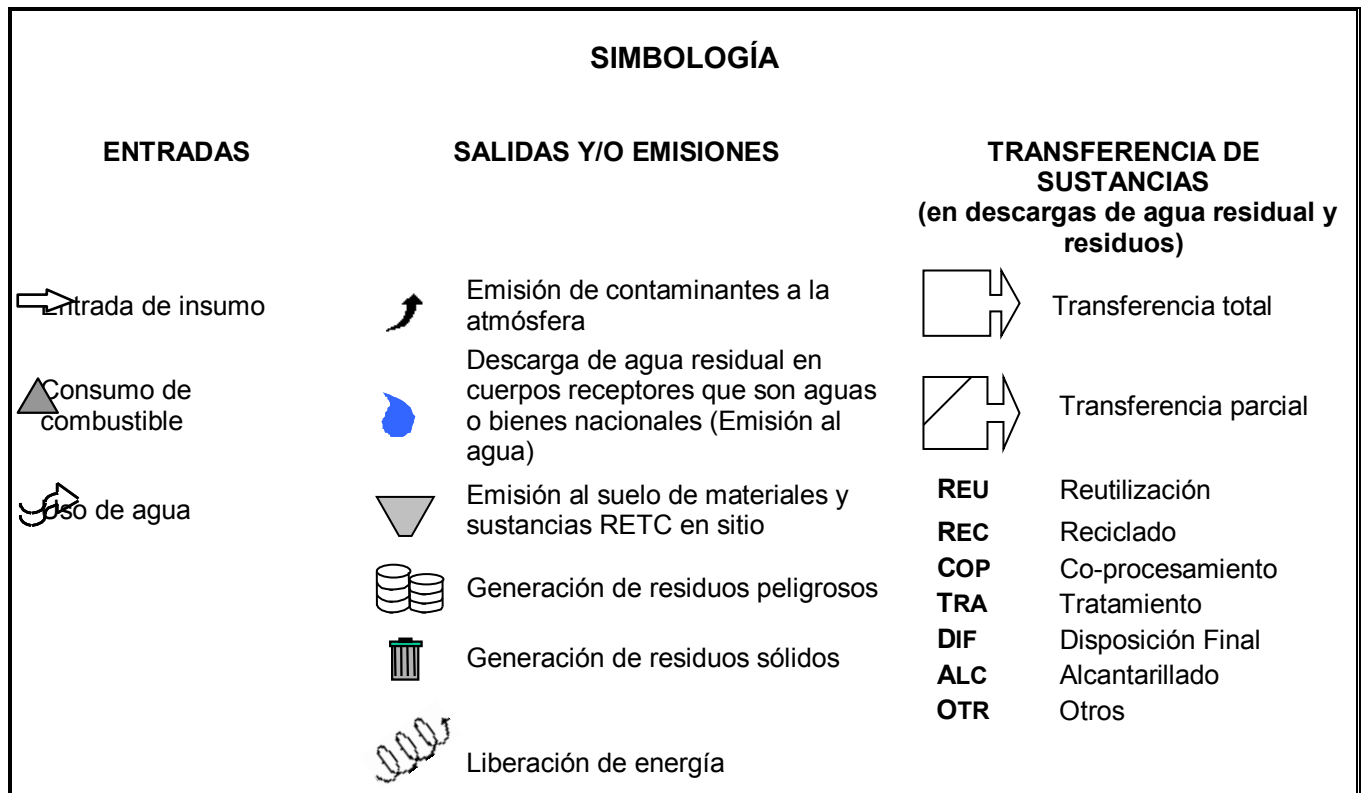 SIMBOLOGÍA
ENTRADAS
Entrada de insumo
Consumo de
combustible
Uso de agua
SALIDAS Y/O EMISIONES
Emisión de contaminantes a la
atmósfera
Descarga de agua residual en
cuerpos receptores que son aguas
o bienes nacionales (Emisión al
agua)
Emisión al suelo de materiales y
sustancias RETC en sitio
Generación de residuos peligrosos
Generación de residuos sólidos
Liberación de energía
TRANSFERENCIA DE
SUSTANCIAS
(en descargas de agua residual y
residuos)
Transferencia total
Transferencia parcial
REU Reutilización
REC Reciclado
COP Co-procesamiento
TRA Tratamiento
DIF Disposición Final
ALC Alcantarillado
OTR Otros